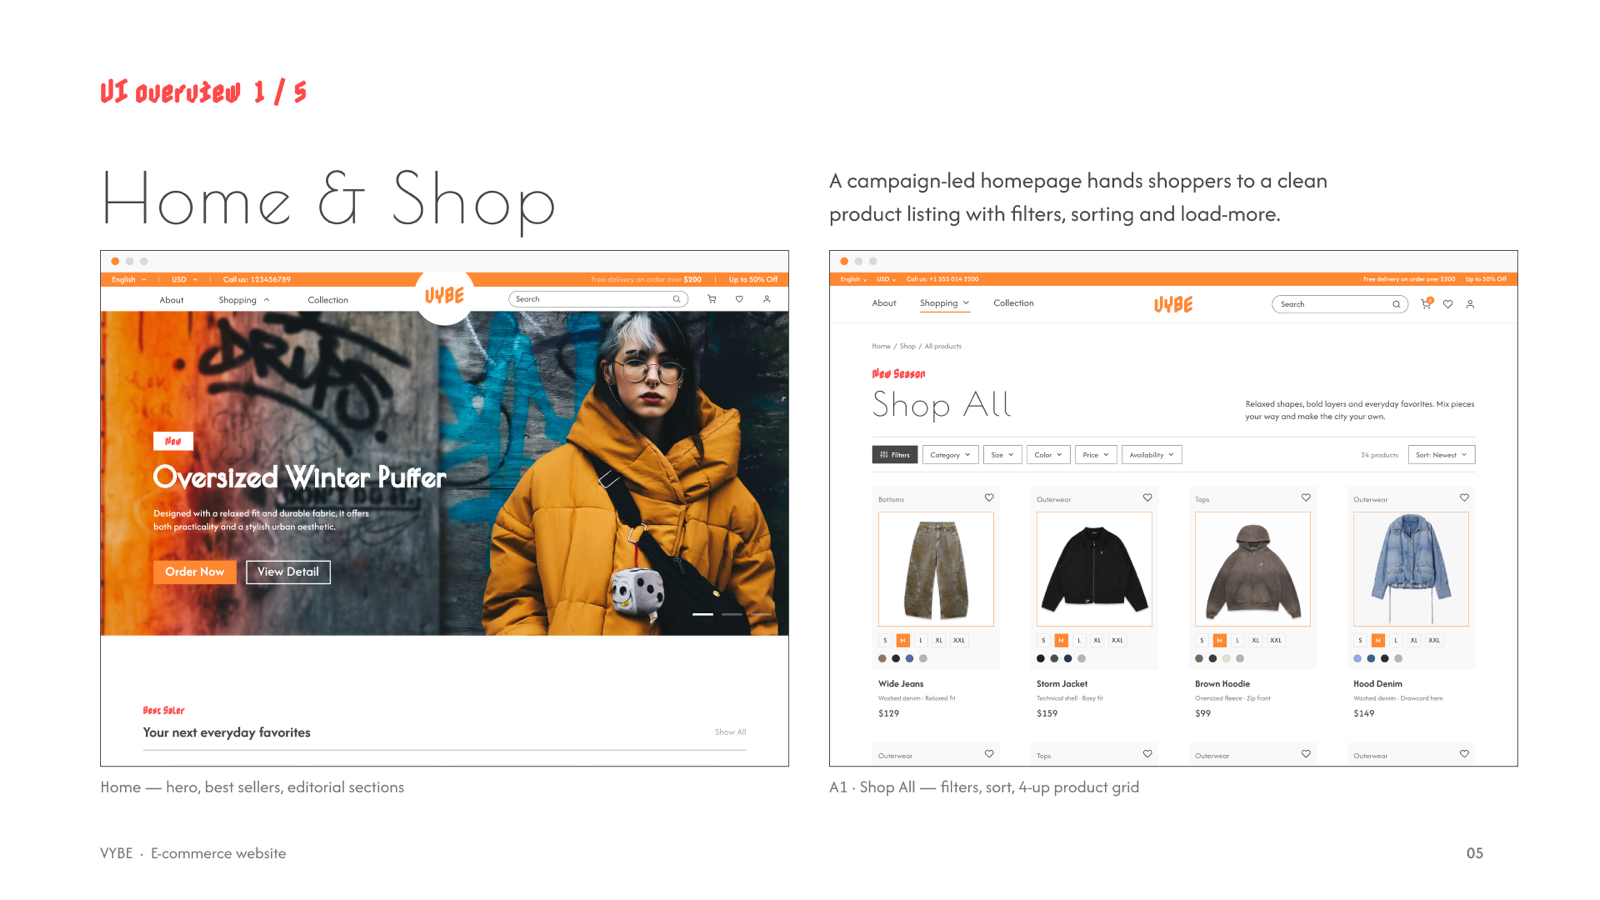 UI overview 1 / 5
Home & Shop
A campaign-led homepage hands shoppers to a clean
product listing with filters, sorting and load-more.
English USD Call us: 123456789 Free delivery on order over $200 Up to 50% Off
About Shopping Collection VYBE Search
New
Oversized Winter Puffer
Designed with a relaxed fit and durable fabric, it offers
both practicality and a stylish urban aesthetic.
Order Now View Detail
Best Saler
Your next everyday favorites Show All
Home — hero, best sellers, editorial sections
English USD Call us: +1 555 014 2200 Free delivery on order over $200 Up to 50% Off
About Shopping Collection VYBE Search
Home / Shop / All products
New Season
Shop All
Relaxed shapes, bold layers and everyday favorites. Mix pieces
your way and make the city your own.
Filters Category Size Color Price Availability 24 products Sort: Newest
Bottoms Outerwear Tops Outerwear
S M L XL XXL S M L XL XXL S M L XL XXL S M L XL XXL
Wide Jeans Storm Jacket Brown Hoodie Hood Denim
Washed denim · Relaxed fit Technical shell · Boxy fit Oversized fleece · Zip front Washed denim · Drawcord hem
$129 $159 $99 $149
Outerwear Tops Outerwear Outerwear
A1 · Shop All — filters, sort, 4-up product grid
VYBE · E-commerce website 05